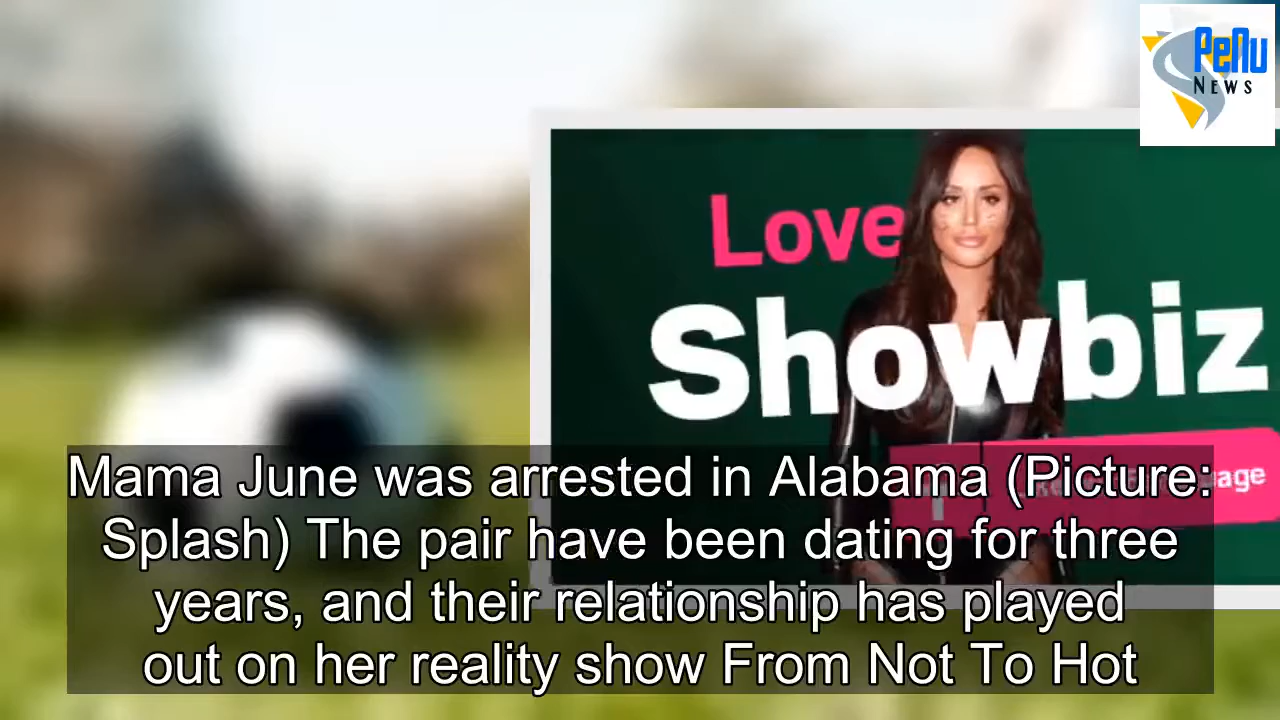 PeNu
NEWS
Love
Showbiz
Mama June was arrested in Alabama (Picture:
Splash) The pair have been dating for three
years, and their relationship has played
out on her reality show From Not To Hot